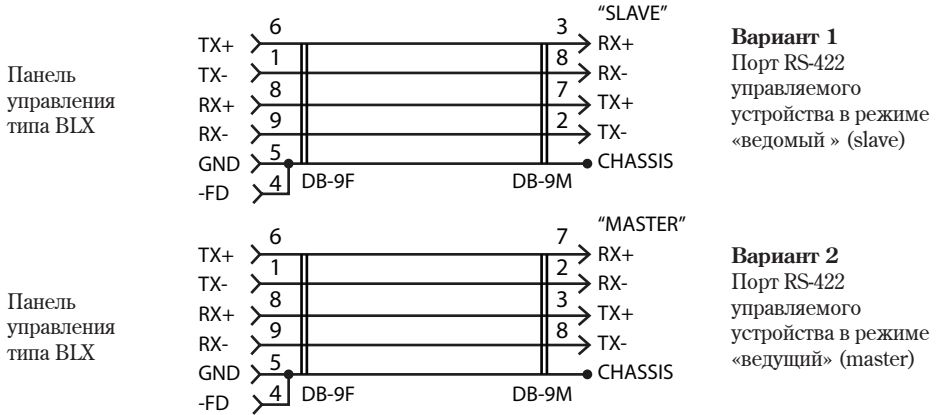 "SLAVE"
Панель
управления
типа BLX
TX+ 6 3 RX+
TX- 1 8 RX-
RX+ 8 7 TX+
RX- 9 2 TX-
GND 5 CHASSIS
-FD 4 DB-9F DB-9M
Вариант 1
Порт RS-422
управляемого
устройства в режиме
«ведомый » (slave)
"MASTER"
Панель
управления
типа BLX
TX+ 6 7 RX+
TX- 1 2 RX-
RX+ 8 3 TX+
RX- 9 8 TX-
GND 5 CHASSIS
-FD 4 DB-9F DB-9M
Вариант 2
Порт RS-422
управляемого
устройства в режиме
«ведущий» (master)